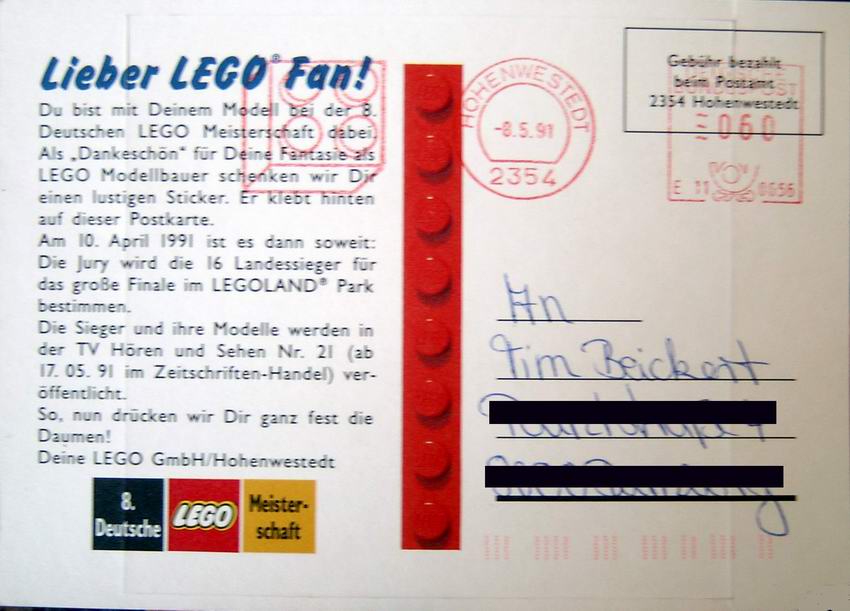 Lieber LEGO® Fan!
Du bist mit Deinem Modell bei der 8.
Deutschen LEGO Meisterschaft dabei.
Als „Dankeschön" für Deine Fantasie als
LEGO Modellbauer schenken wir Dir
einen lustigen Sticker. Er klebt hinten
auf dieser Postkarte.
Am 10. April 1991 ist es dann soweit:
Die Jury wird die 16 Landessieger für
das große Finale im LEGOLAND® Park
bestimmen.
Die Sieger und ihre Modelle werden in
der TV Hören und Sehen Nr. 21 (ab
17. 05. 91 im Zeitschriften-Handel) ver-
öffentlicht.
So, nun drücken wir Dir ganz fest die
Daumen!
Deine LEGO GmbH/Hohenwestedt
8.
Deutsche
LEGO
Meister-
schaft
HOHENWESTEDT
-8.5.91
2354
Gebühr bezahlt
beim Postamt
2354 Hohenwestedt
060
E 11 0656
An
Tim Beickert